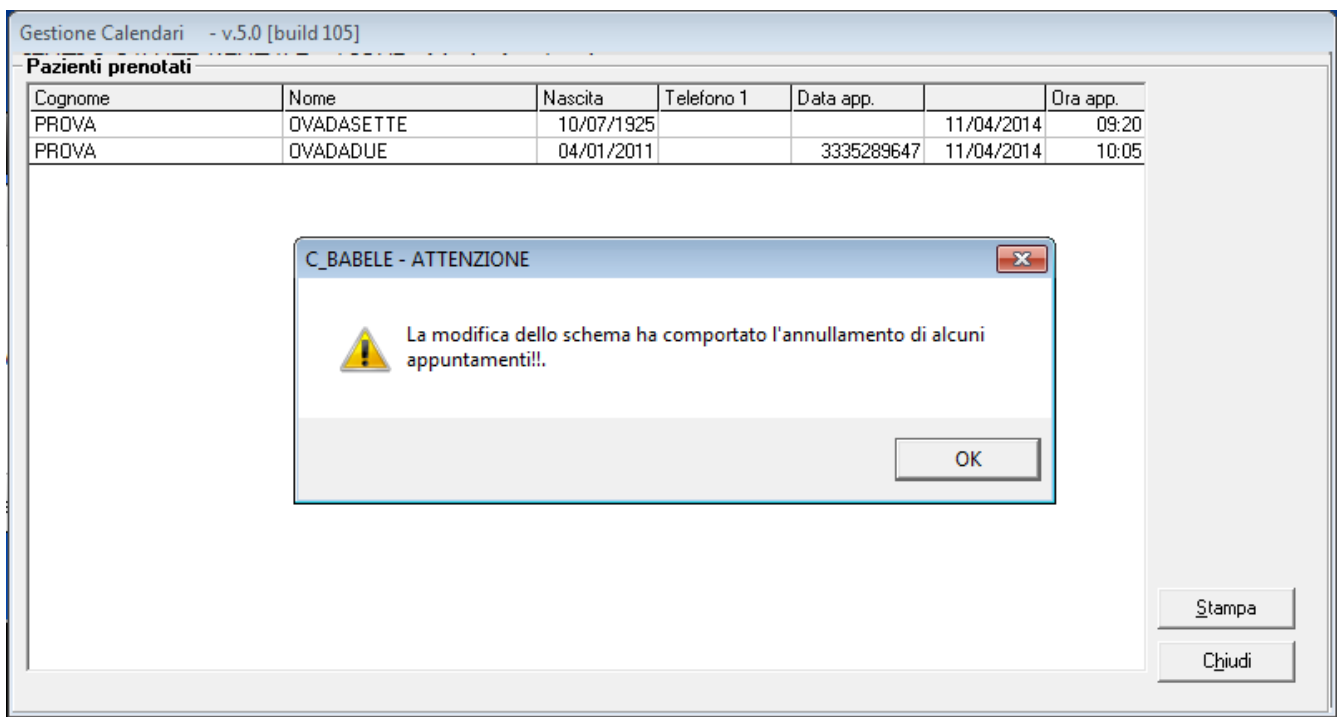 Gestione Calendari - v.5.0 [build 105]
Pazienti prenotati
Cognome Nome Nascita Telefono 1 Data app. Ora app.
PROVA OVADASETTE 10/07/1925 11/04/2014 09:20
PROVA OVADADUE 04/01/2011 3335289647 11/04/2014 10:05
C_BABELE - ATTENZIONE
La modifica dello schema ha comportato l'annullamento di alcuni
appuntamenti!!.
OK
Stampa
Chiudi